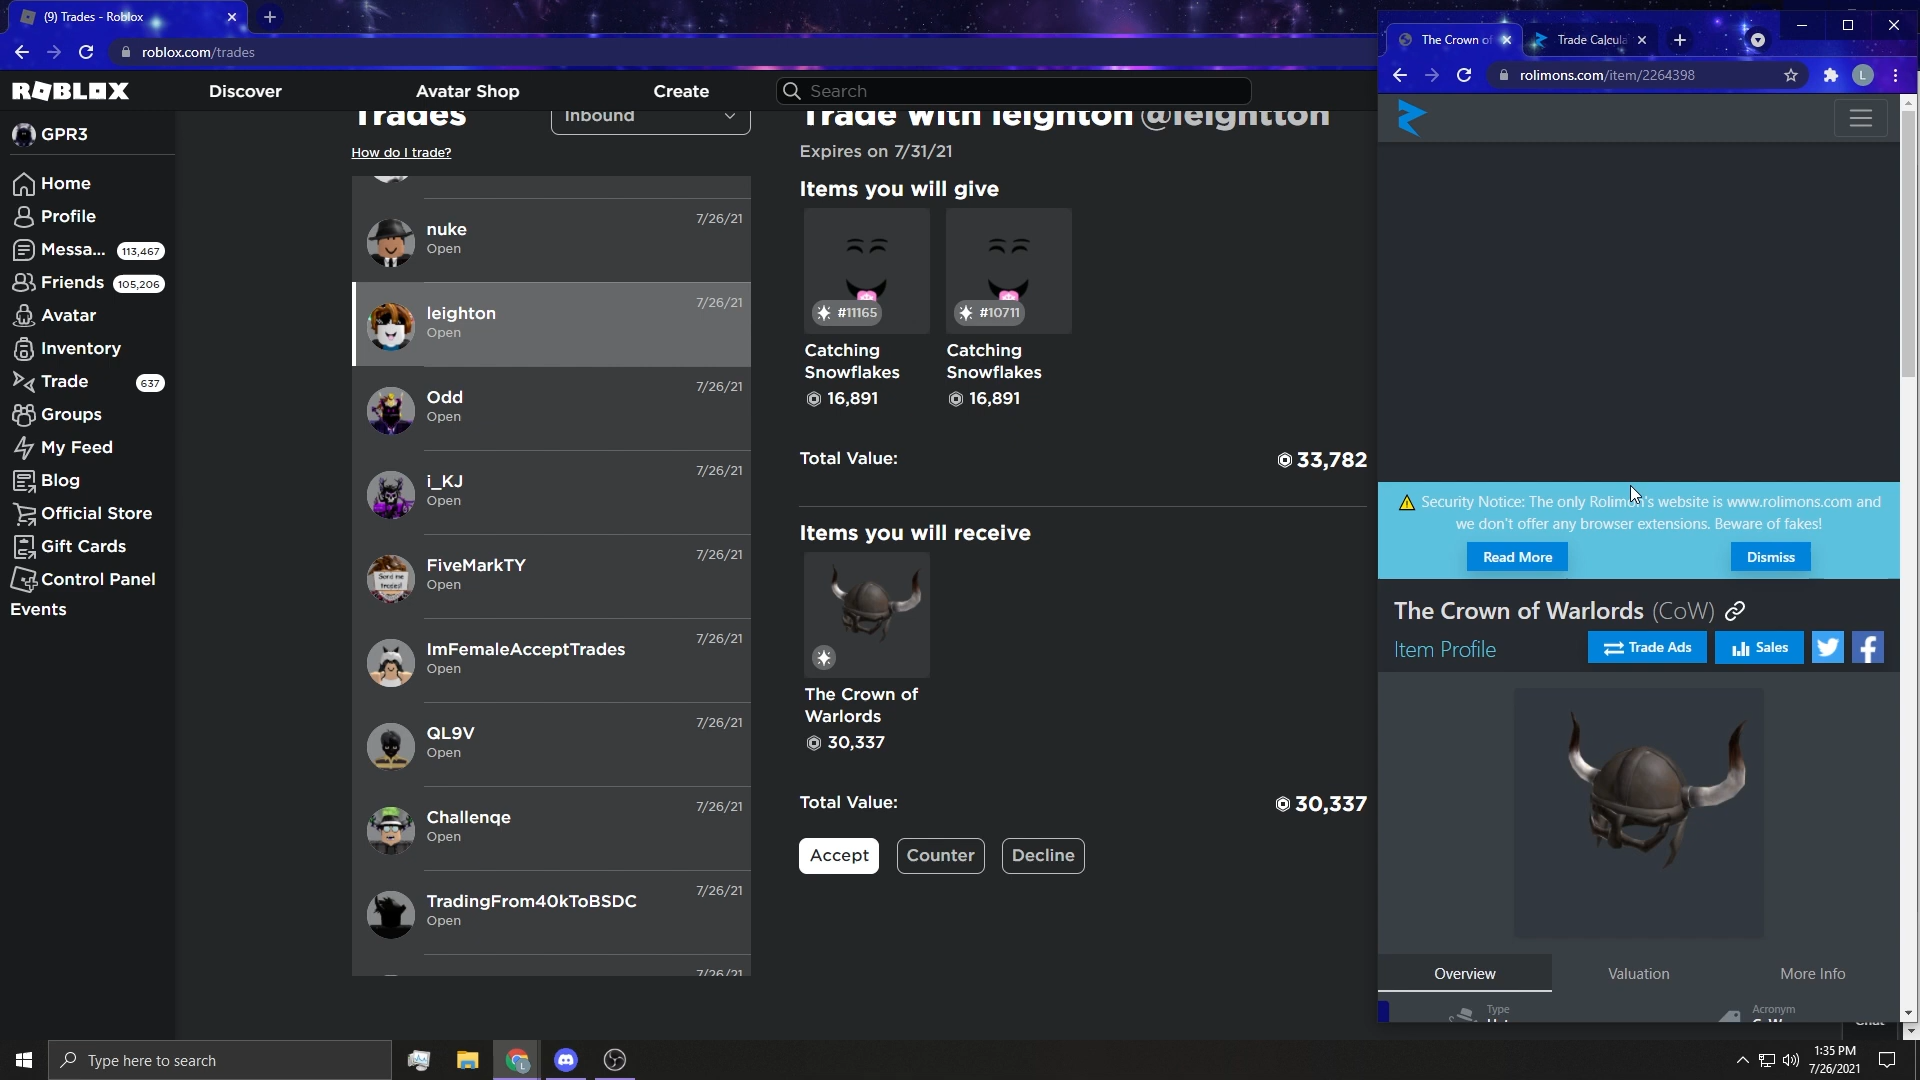 (9) Trades - Roblox
roblox.com/trades
ROBLOX
Discover
Avatar Shop
Create
Search
GPR3
Home
Profile
Messa... 113,467
Friends 105,206
Avatar
Inventory
Trade 637
Groups
My Feed
Blog
Official Store
Gift Cards
Control Panel
Events
Trades
Inbound
How do I trade?
nuke
Open
7/26/21
leighton
Open
7/26/21
Odd
Open
7/26/21
i_KJ
Open
7/26/21
FiveMarkTY
Open
7/26/21
ImFemaleAcceptTrades
Open
7/26/21
QL9V
Open
7/26/21
Challenqe
Open
7/26/21
TradingFrom40kToBSDC
Open
7/26/21
7/26/21
Trade with leighton @leightton
Expires on 7/31/21
Items you will give
#11165
#10711
Catching
Snowflakes
16,891
Catching
Snowflakes
16,891
Total Value:
33,782
Items you will receive
The Crown of
Warlords
30,337
Total Value:
30,337
Accept
Counter
Decline
The Crown of
Trade Calcula
rolimons.com/item/2264398
L
Security Notice: The only Rolimon's website is www.rolimons.com and
we don't offer any browser extensions. Beware of fakes!
Read More
Dismiss
The Crown of Warlords (CoW)
Item Profile
Trade Ads
Sales
Overview
Valuation
More Info
Type
Acronym
CoW
Chat
Type here to search
1:35 PM
7/26/2021